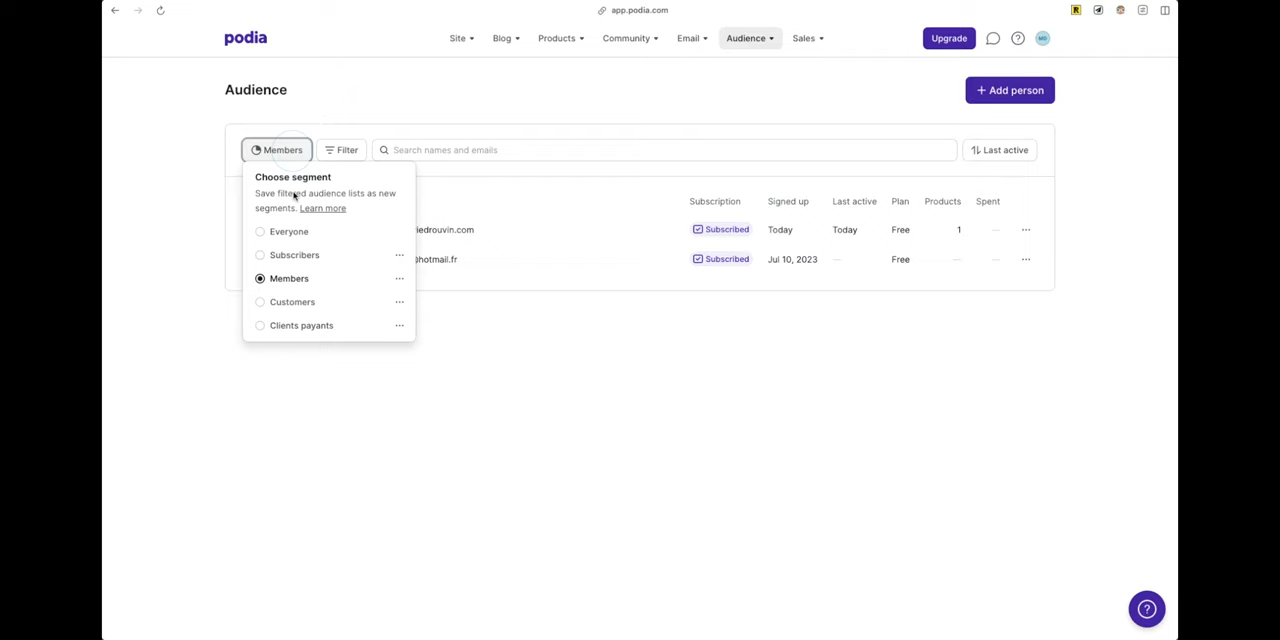 app.podia.com
podia
Site Blog Products Community Email Audience Sales Upgrade MD
Audience
+ Add person
Members Filter Search names and emails Last active
Choose segment
Save filtered audience lists as new
segments. Learn more
Everyone
Subscribers
Members
Customers
Clients payants
Subscription Signed up Last active Plan Products Spent
iedrouvin.com Subscribed Today Today Free 1 —
@hotmail.fr Subscribed Jul 10, 2023 — Free — —